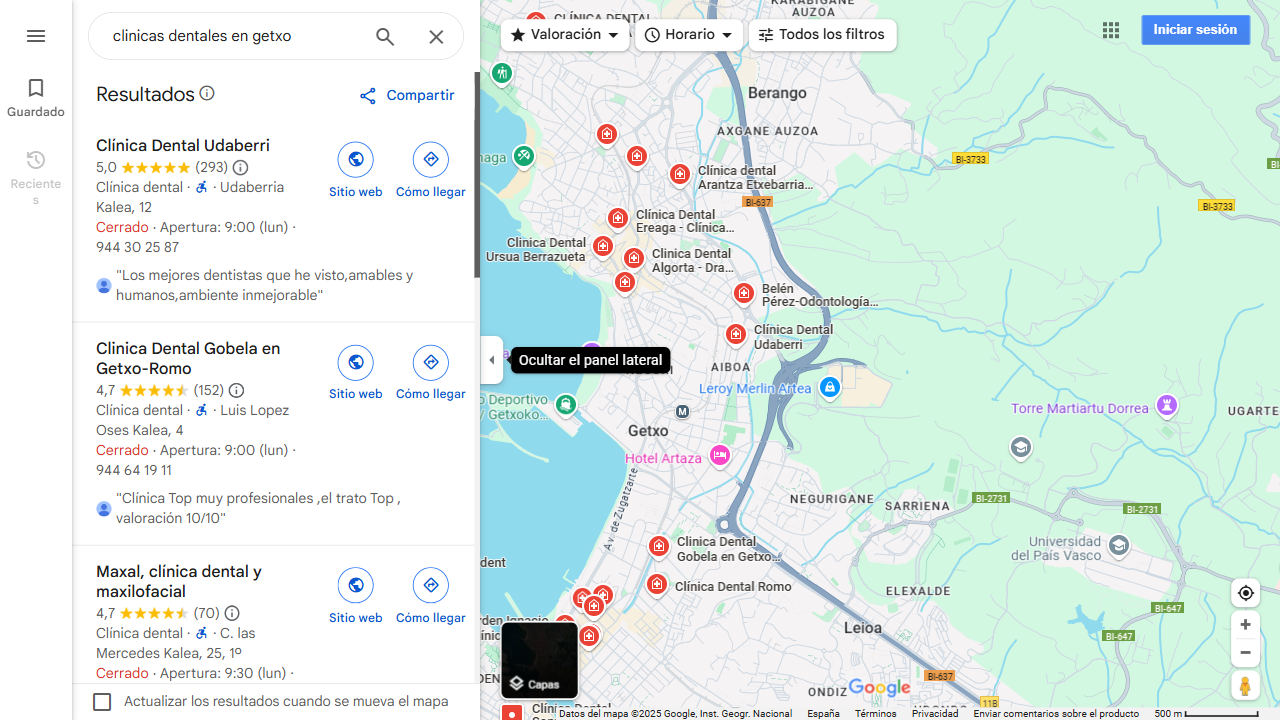 clinicas dentales en getxo
Guardado
Reciente
s
Resultados
Compartir
Clínica Dental Udaberri
5,0 (293)
Clínica dental · · Udaberria
Kalea, 12
Cerrado · Apertura: 9:00 (lun) ·
944 30 25 87
"Los mejores dentistas que he visto,amables y
humanos,ambiente inmejorable"
Sitio web
Cómo llegar
Clinica Dental Gobela en
Getxo-Romo
4,7 (152)
Clínica dental · · Luis Lopez
Oses Kalea, 4
Cerrado · Apertura: 9:00 (lun) ·
944 64 19 11
"Clínica Top muy profesionales ,el trato Top ,
valoración 10/10"
Sitio web
Cómo llegar
Maxal, clínica dental y
maxilofacial
4,7 (70)
Clínica dental · · C. las
Mercedes Kalea, 25, 1º
Cerrado · Apertura: 9:30 (lun) ·
Sitio web
Cómo llegar
Actualizar los resultados cuando se mueva el mapa
Valoración
Horario
Todos los filtros
Iniciar sesión
Ocultar el panel lateral
CLÍNICA DENTAL
KARABIGANE
AUZOA
Berango
AXGANE AUZOA
BI-3733
BI-3733
BI-637
Clínica dental
Arantza Etxebarria...
Clínica Dental
Ereaga - Clínica...
Clinica Dental
Ursua Berrazueta
Clinica Dental
Algorta - Dra...
Belén
Pérez-Odontología...
Clínica Dental
Udaberri
AIBOA
Leroy Merlin Artea
Torre Martiartu Dorrea
UGARTE
o Deportivo
y Getxoko...
M
Getxo
Hotel Artaza
Av. de Zugatzarte
NEGURIGANE
SARRIENA
BI-2731
BI-2731
Universidad
del País Vasco
Clinica Dental
Gobela en Getxo...
Clínica Dental Romo
dent
ELEXALDE
BI-647
BI-647
Leioa
BI-637
ONDIZ
11B
Capas
Google
Datos del mapa ©2025 Google, Inst. Geogr. Nacional
España
Términos
Privacidad
Enviar comentarios sobre el producto
500 m